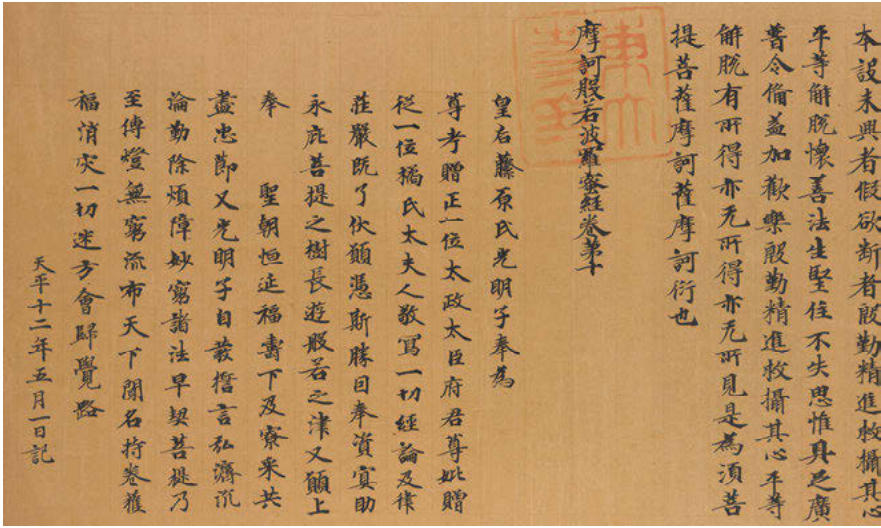 本設未興者假欲斷者殷勤精進牧攝其心
平等解脫懷善法生堅住不失思惟具足廣
普令備益加歡樂殷勤精進牧攝其心平等
解脫有所得亦无所得亦无所見是為須菩
提菩薩摩訶薩摩訶衍也
摩訶般若波羅蜜經卷第十
皇后藤原氏光明子奉為
尊考贈正一位太政太臣府君尊妣贈
從一位橘氏太夫人敬寫一切經論及律
莊嚴既了伏願憑斯勝因奉資冥助
永庇菩提之樹長遊般若之津又願上
奉 聖朝恒延福壽下及寮采共
盡忠節又光明子自發誓言弘濟沉
淪勤除煩障妙窮諸法早契菩提乃
至傳燈無窮流布天下聞名持卷獲
福消灾一切迷方會歸覺路
天平十二年五月一日記